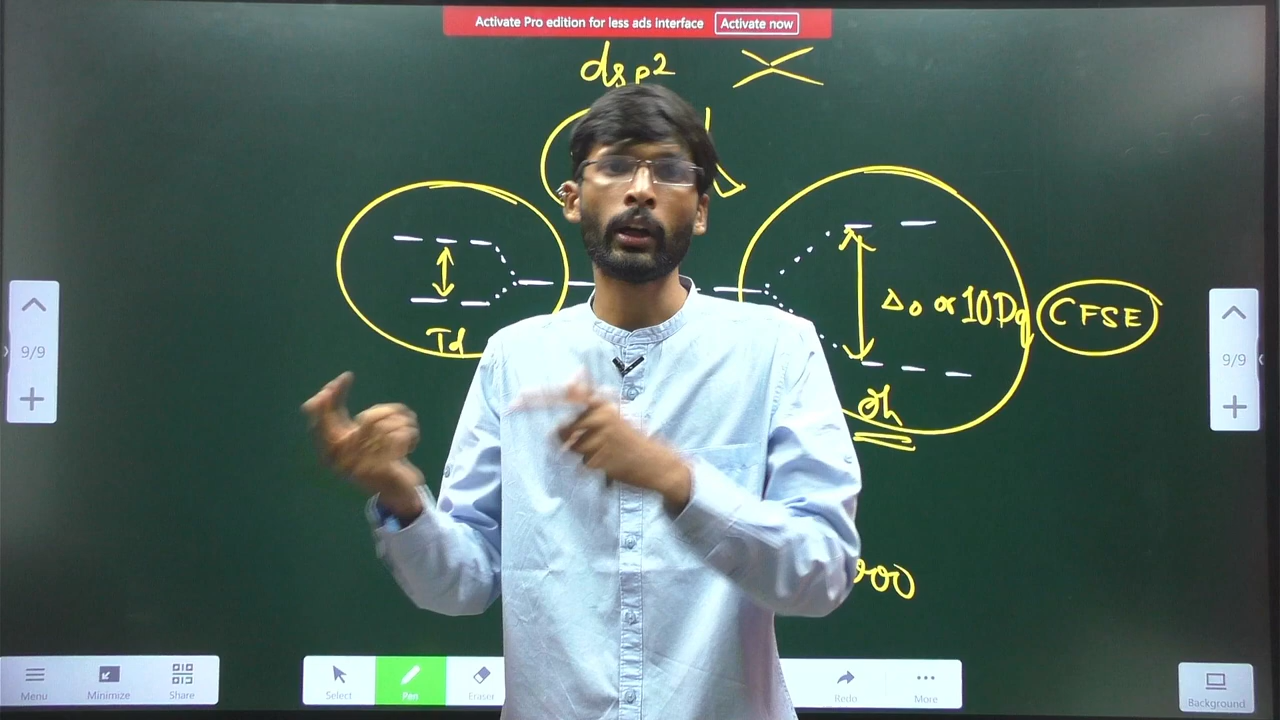 Activate Pro edition for less ads interface Activate now
dsp2
Δo or 10Dq
CFSE
Td
Oh
9/9
9/9
Menu Minimize Share Select Pen Eraser Redo More Background